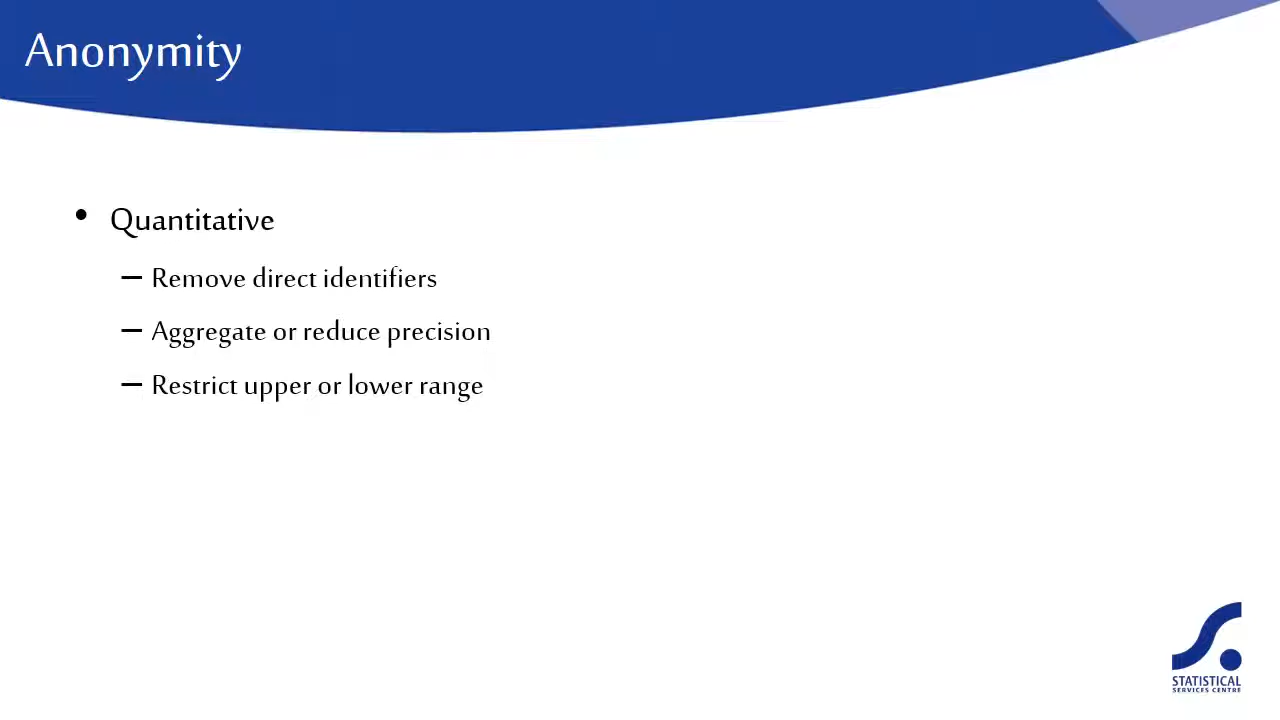 Anonymity
• Quantitative
– Remove direct identifiers
– Aggregate or reduce precision
– Restrict upper or lower range
STATISTICAL
SERVICES CENTRE